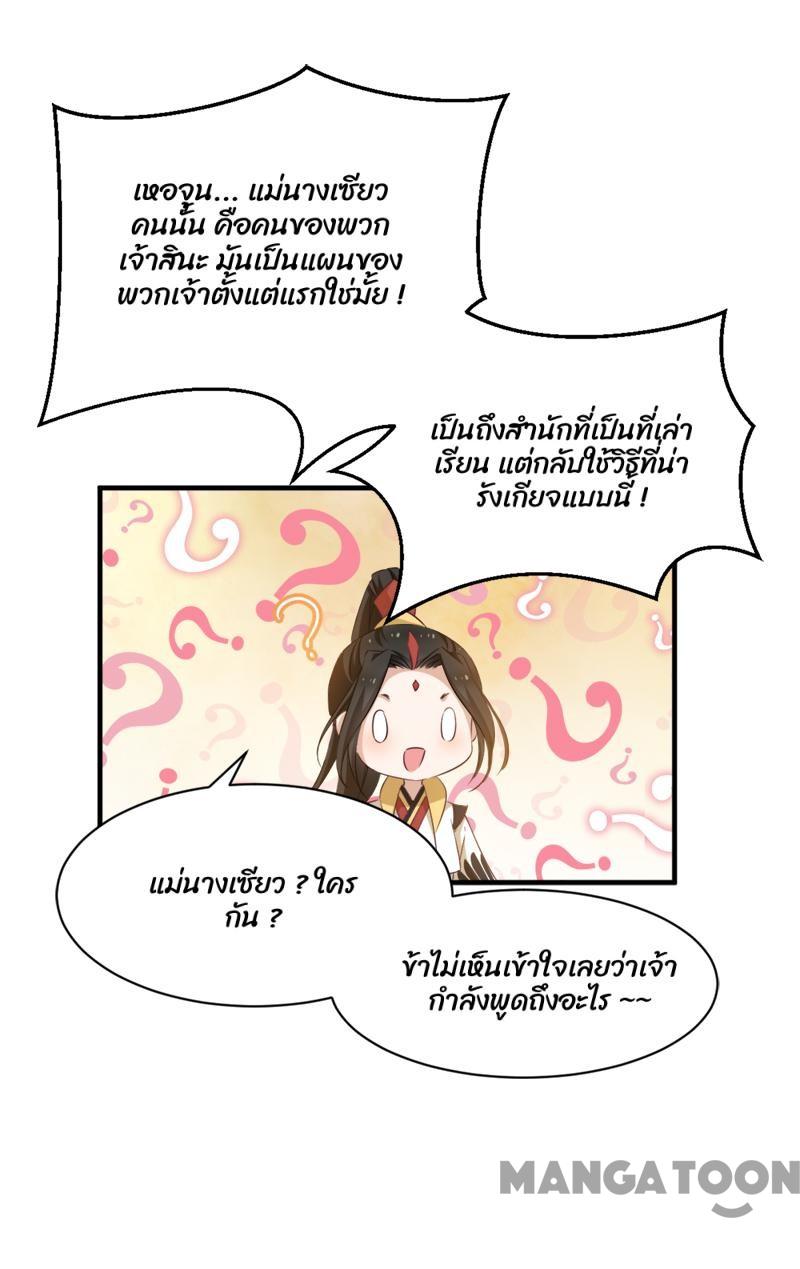 เหอจุน... แม่นางเซียว
คนนั้น คือคนของพวก
เจ้าสินะ มันเป็นแผนของ
พวกเจ้าตั้งแต่แรกใช่มั้ย !
เป็นถึงสำนักที่เป็นที่เล่า
เรียน แต่กลับใช้วิธีที่น่า
รังเกียจแบบนี้ !
แม่นางเซียว ? ใคร
กัน ?
ข้าไม่เห็นเข้าใจเลยว่าเจ้า
กำลังพูดถึงอะไร ~~
MANGATOON